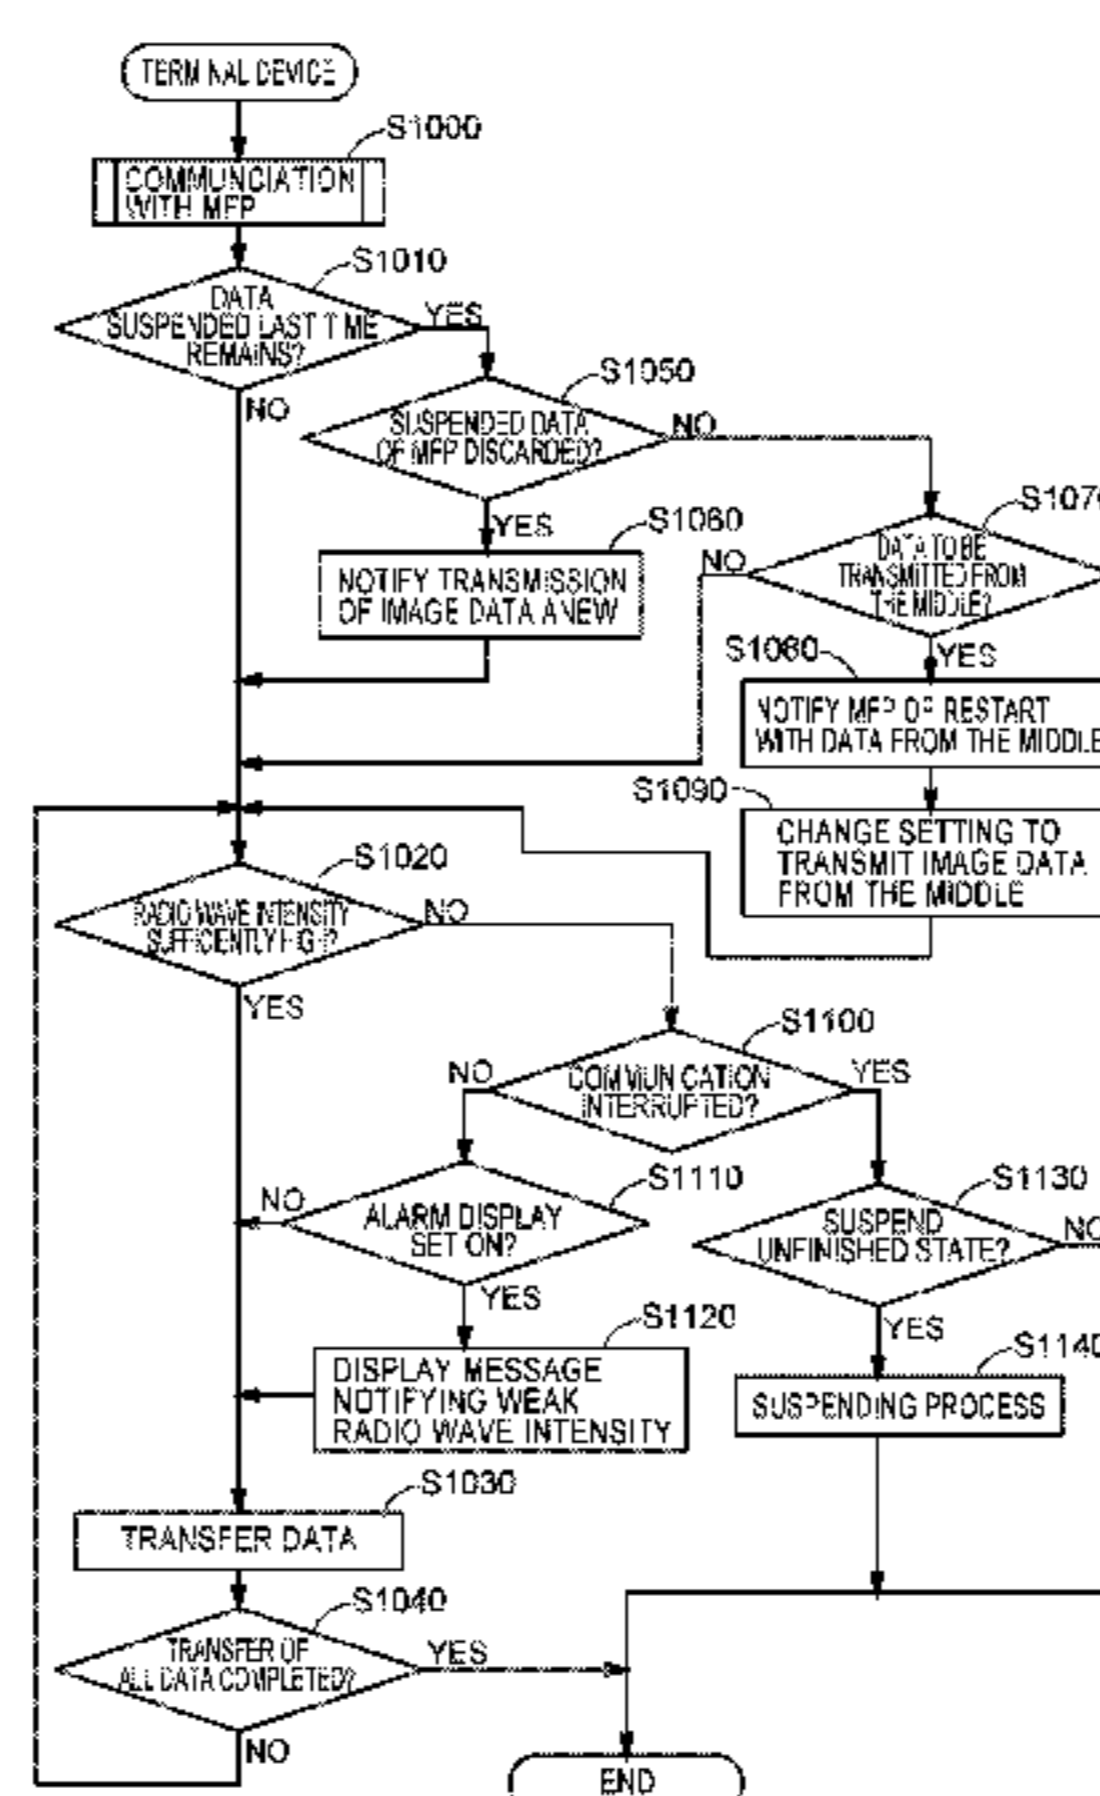 TERMINAL DEVICE
S1000
COMMUNCIATION
WITH MFP
S1010
DATA
SUSPENDED LAST TIME
REMAINS?
YES
NO
S1050
SUSPENDED DATA
OF MFP DISCARDED?
NO
YES
S1060
NOTIFY TRANSMISSION
OF IMAGE DATA ANEW
S1070
DATA TO BE
TRANSMITTED FROM
THE MIDDLE?
NO
YES
S1080
NOTIFY MFP OF RESTART
WITH DATA FROM THE MIDDLE
S1090
CHANGE SETTING TO
TRANSMIT IMAGE DATA
FROM THE MIDDLE
S1020
RADIO WAVE INTENSITY
SUFFICIENTLY HIGH?
NO
YES
S1100
COMMUNICATION
INTERRUPTED?
NO
YES
S1110
ALARM DISPLAY
SET ON?
NO
YES
S1120
DISPLAY MESSAGE
NOTIFYING WEAK
RADIO WAVE INTENSITY
S1130
SUSPEND
UNFINISHED STATE?
NO
YES
S1140
SUSPENDING PROCESS
S1030
TRANSFER DATA
S1040
TRANSFER OF
ALL DATA COMPLETED?
YES
NO
END